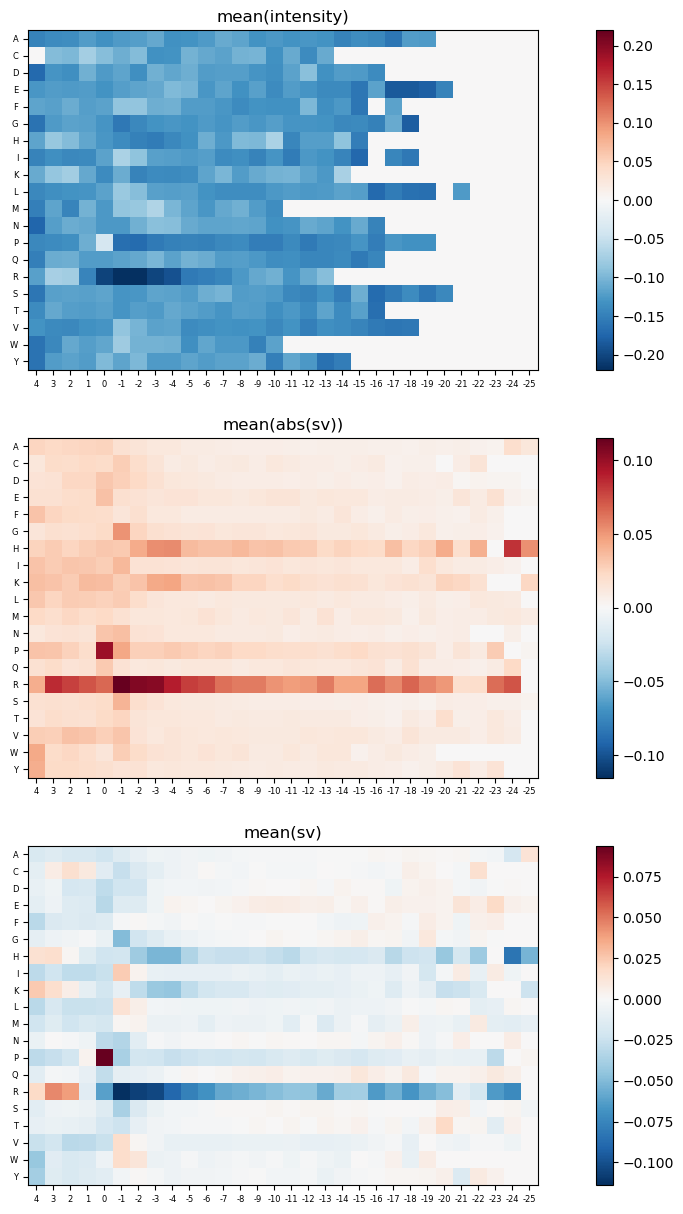 mean(intensity)
A
C
D
E
F
G
H
I
K
L
M
N
P
Q
R
S
T
V
W
Y
4 3 2 1 0 -1 -2 -3 -4 -5 -6 -7 -8 -9 -10 -11 -12 -13 -14 -15 -16 -17 -18 -19 -20 -21 -22 -23 -24 -25
0.20
0.15
0.10
0.05
0.00
−0.05
−0.10
−0.15
−0.20
mean(abs(sv))
A
C
D
E
F
G
H
I
K
L
M
N
P
Q
R
S
T
V
W
Y
4 3 2 1 0 -1 -2 -3 -4 -5 -6 -7 -8 -9 -10 -11 -12 -13 -14 -15 -16 -17 -18 -19 -20 -21 -22 -23 -24 -25
0.10
0.05
0.00
−0.05
−0.10
mean(sv)
A
C
D
E
F
G
H
I
K
L
M
N
P
Q
R
S
T
V
W
Y
4 3 2 1 0 -1 -2 -3 -4 -5 -6 -7 -8 -9 -10 -11 -12 -13 -14 -15 -16 -17 -18 -19 -20 -21 -22 -23 -24 -25
0.075
0.050
0.025
0.000
−0.025
−0.050
−0.075
−0.100